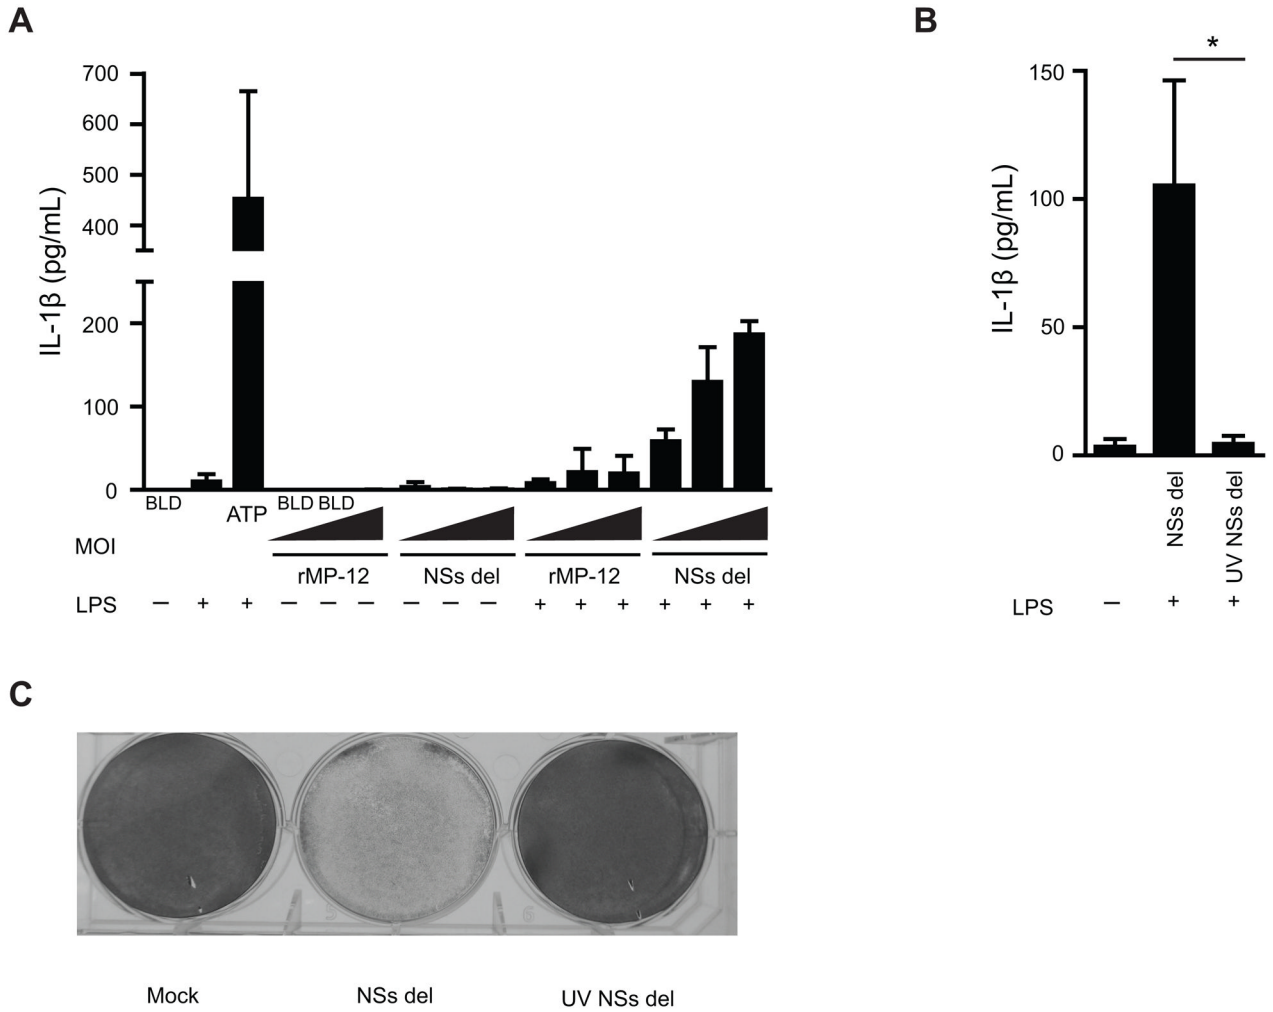 A
B
700
600
500
400
200
100
0
IL-1β (pg/mL)
BLD
ATP
BLD BLD
MOI
rMP-12
NSs del
rMP-12
NSs del
LPS
– + + – – – – – – + + + + + +
*
150
100
50
0
IL-1β (pg/mL)
NSs del
UV NSs del
LPS
– + +
C
Mock
NSs del
UV NSs del